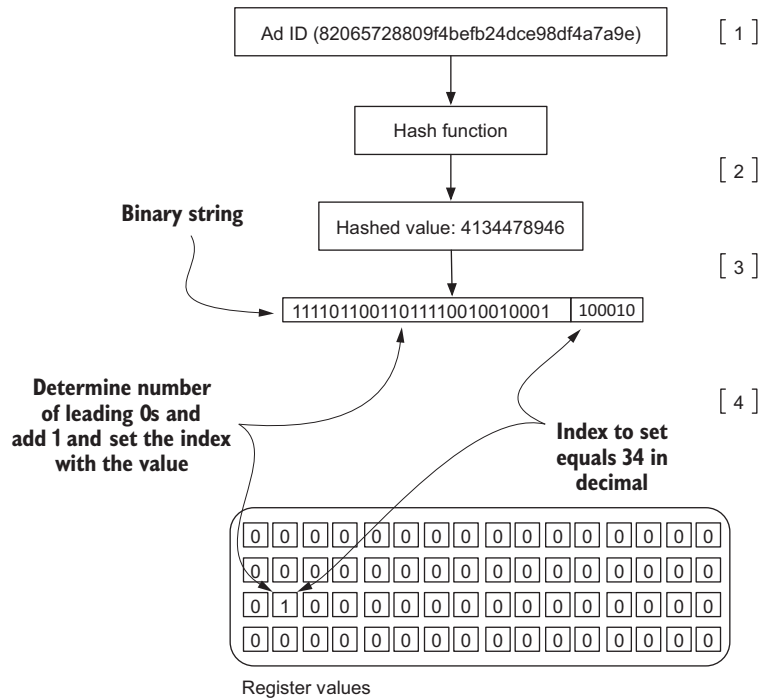 Ad ID (82065728809f4befb24dce98df4a7a9e)
[ 1 ]
Hash function
[ 2 ]
Binary string
Hashed value: 4134478946
[ 3 ]
11110110011011110010010001 100010
Determine number
of leading 0s and
add 1 and set the index
with the value
[ 4 ]
Index to set
equals 34 in
decimal
0 0 0 0 0 0 0 0 0 0 0 0 0 0 0 0
0 0 0 0 0 0 0 0 0 0 0 0 0 0 0 0
0 1 0 0 0 0 0 0 0 0 0 0 0 0 0 0
0 0 0 0 0 0 0 0 0 0 0 0 0 0 0 0
Register values